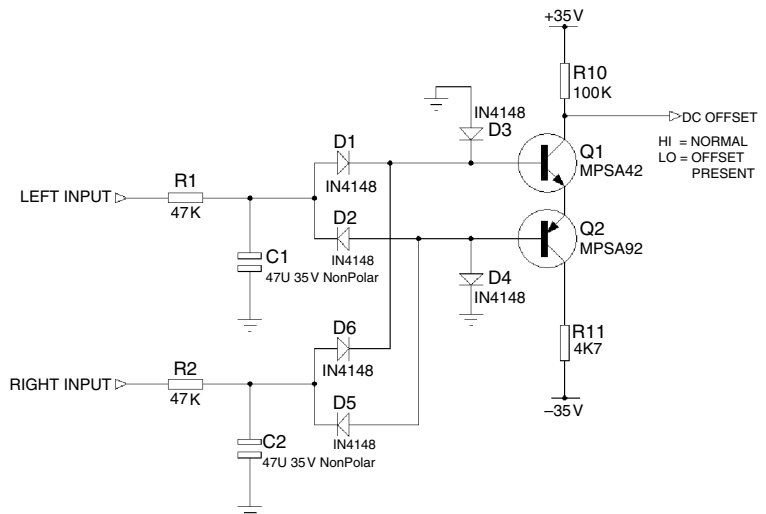 +35V
R10
100K
DC OFFSET
HI = NORMAL
LO = OFFSET
PRESENT
IN4148
D3
D1
IN4148
Q1
MPSA42
LEFT INPUT
R1
47K
D2
IN4148
Q2
MPSA92
C1
47U 35V NonPolar
D4
IN4148
D6
IN4148
R11
4K7
RIGHT INPUT
R2
47K
D5
IN4148
–35V
C2
47U 35V NonPolar